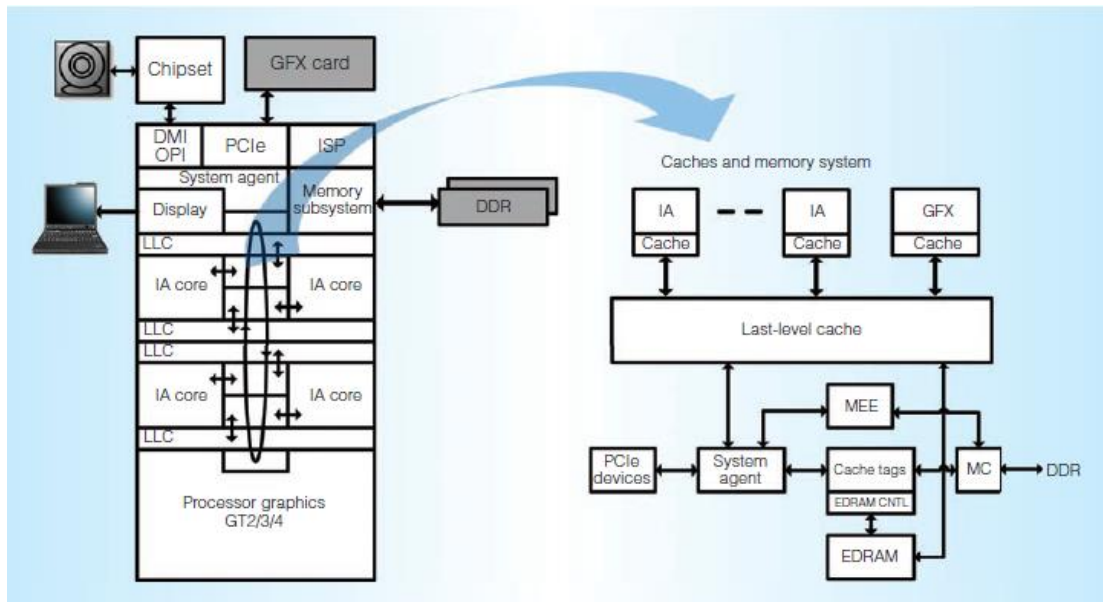 Chipset
GFX card
DMI
OPI
PCIe
ISP
System agent
Display
Memory
subsystem
DDR
LLC
IA core
IA core
LLC
LLC
IA core
IA core
LLC
Processor graphics
GT2/3/4
Caches and memory system
IA
Cache
IA
Cache
GFX
Cache
Last-level cache
MEE
PCIe
devices
System
agent
Cache tags
EDRAM CNTL
MC
DDR
EDRAM